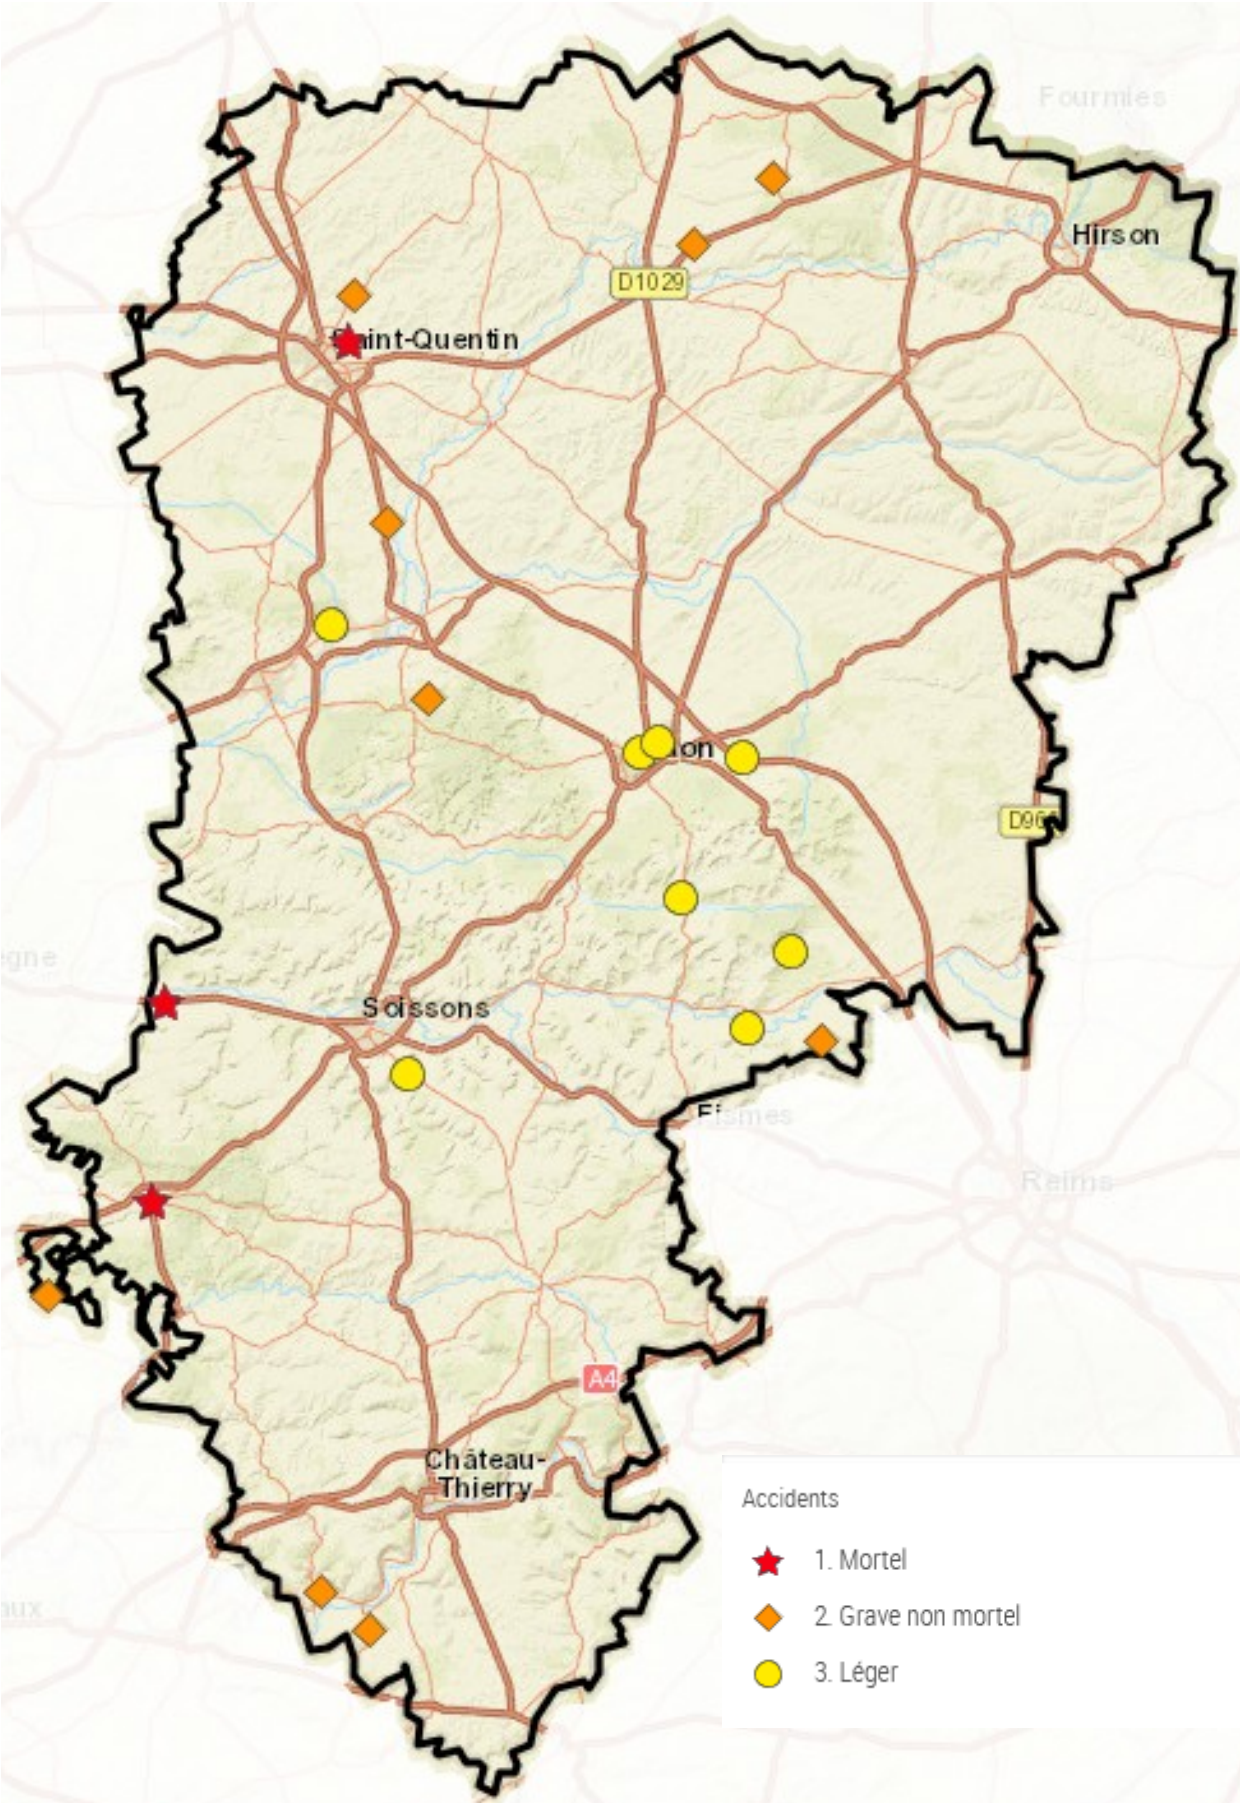 Fourmies
Hirson
D1029
Saint-Quentin
Soissons
Fismes
Reims
A4
Château-
Thierry
Accidents
1. Mortel
2. Grave non mortel
3. Léger